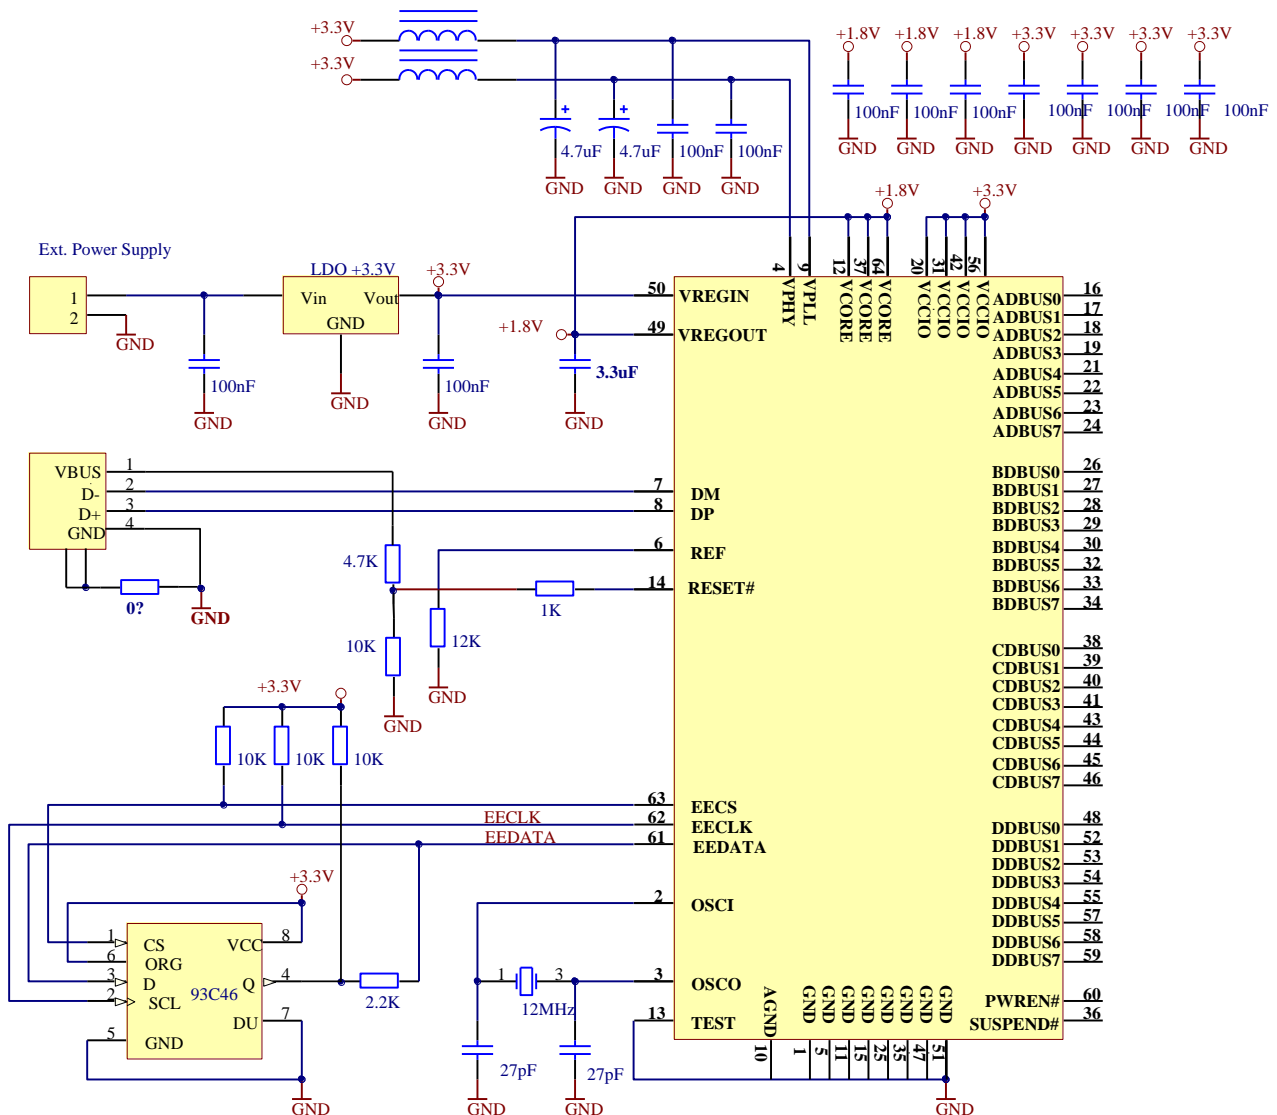 +3.3V
+3.3V
4.7uF
4.7uF
100nF
100nF
GND
GND
GND
GND
+1.8V
+1.8V
+1.8V
+3.3V
+3.3V
+3.3V
+3.3V
100nF
100nF
100nF
100nF
100nF
100nF
100nF
GND
GND
GND
GND
GND
GND
GND
+1.8V
+3.3V
Ext. Power Supply
1
2
GND
100nF
GND
LDO +3.3V
Vin
Vout
GND
GND
+3.3V
100nF
GND
+1.8V
3.3uF
GND
50
VREGIN
49
VREGOUT
4
VPHY
9
VPLL
12
VCORE
37
VCORE
64
VCORE
20
VCCIO
31
VCCIO
42
VCCIO
56
VCCIO
ADBUS0
16
ADBUS1
17
ADBUS2
18
ADBUS3
19
ADBUS4
21
ADBUS5
22
ADBUS6
23
ADBUS7
24
VBUS
1
D-
2
D+
3
GND
4
0?
GND
7
DM
8
DP
6
REF
14
RESET#
4.7K
1K
10K
12K
GND
GND
BDBUS0
26
BDBUS1
27
BDBUS2
28
BDBUS3
29
BDBUS4
30
BDBUS5
32
BDBUS6
33
BDBUS7
34
CDBUS0
38
CDBUS1
39
CDBUS2
40
CDBUS3
41
CDBUS4
43
CDBUS5
44
CDBUS6
45
CDBUS7
46
+3.3V
10K
10K
10K
63
EECS
EECLK
62
EECLK
EEDATA
61
EEDATA
DDBUS0
48
DDBUS1
52
DDBUS2
53
DDBUS3
54
DDBUS4
55
DDBUS5
57
DDBUS6
58
DDBUS7
59
+3.3V
1
CS
6
ORG
3
D
2
SCL
5
GND
93C46
VCC
8
Q
4
DU
7
2.2K
GND
2
OSCI
3
OSCO
13
TEST
1
3
12MHz
27pF
27pF
GND
GND
PWREN#
60
SUSPEND#
36
AGND
10
GND
1
GND
5
GND
11
GND
15
GND
25
GND
35
GND
47
GND
51
GND